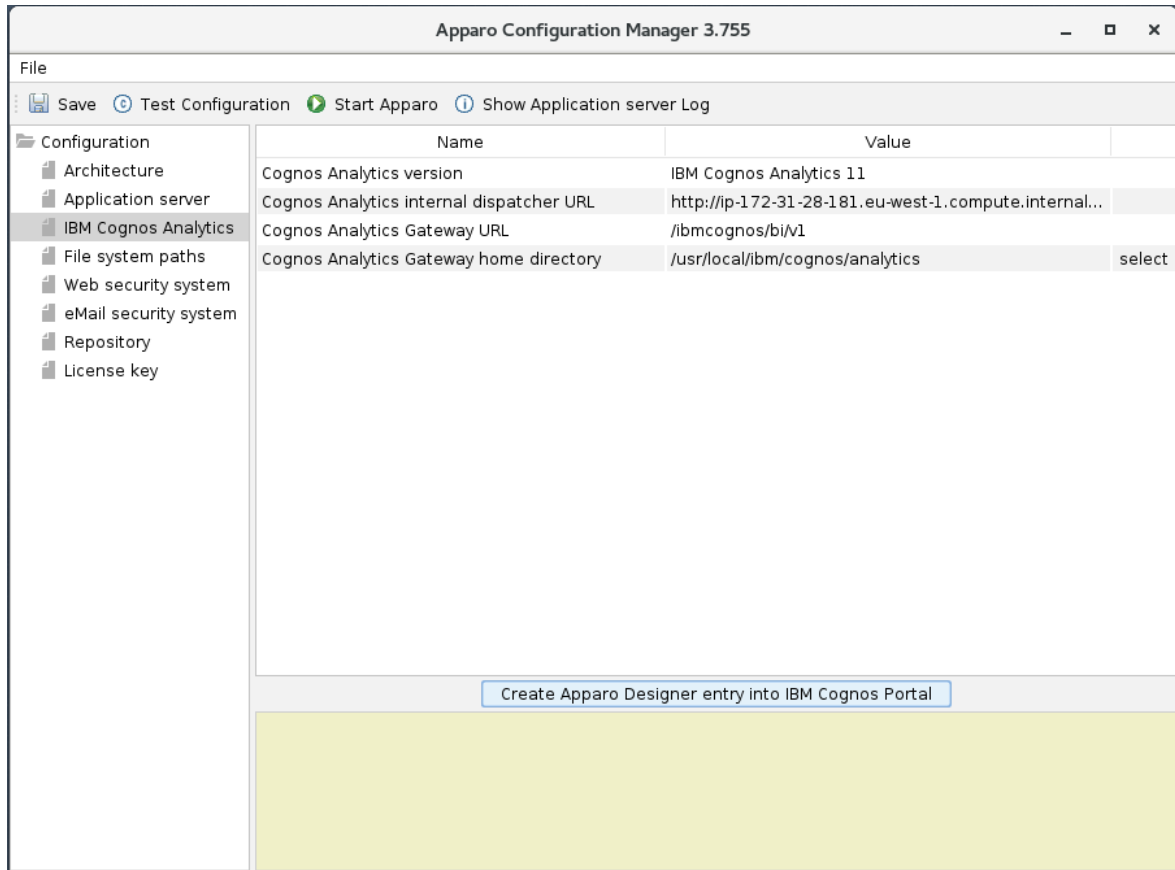 Apparo Configuration Manager 3.755
File
Save Test Configuration Start Apparo Show Application server Log
Configuration
Architecture
Application server
IBM Cognos Analytics
File system paths
Web security system
eMail security system
Repository
License key
Name Value
Cognos Analytics version IBM Cognos Analytics 11
Cognos Analytics internal dispatcher URL http://ip-172-31-28-181.eu-west-1.compute.internal...
Cognos Analytics Gateway URL /ibmcognos/bi/v1
Cognos Analytics Gateway home directory /usr/local/ibm/cognos/analytics select
Create Apparo Designer entry into IBM Cognos Portal